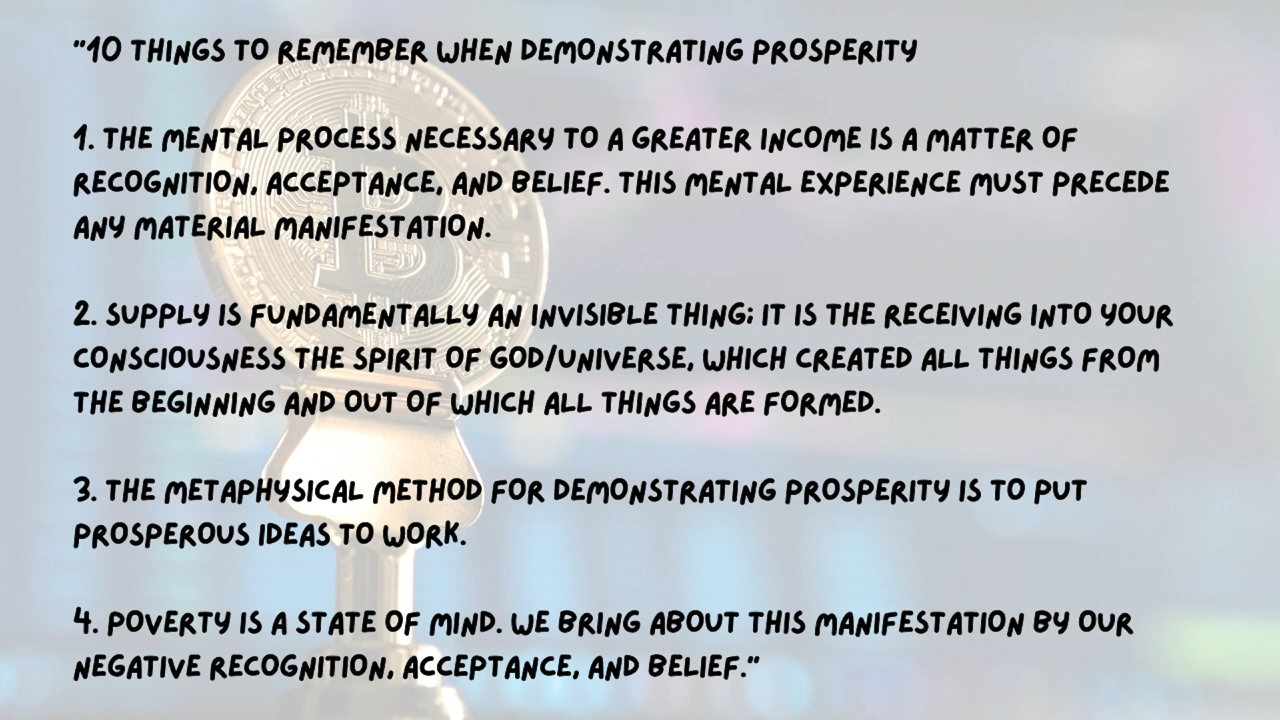 "10 THINGS TO REMEMBER WHEN DEMONSTRATING PROSPERITY
1. THE MENTAL PROCESS NECESSARY TO A GREATER INCOME IS A MATTER OF
RECOGNITION, ACCEPTANCE, AND BELIEF. THIS MENTAL EXPERIENCE MUST PRECEDE
ANY MATERIAL MANIFESTATION.
2. SUPPLY IS FUNDAMENTALLY AN INVISIBLE THING; IT IS THE RECEIVING INTO YOUR
CONSCIOUSNESS THE SPIRIT OF GOD/UNIVERSE, WHICH CREATED ALL THINGS FROM
THE BEGINNING AND OUT OF WHICH ALL THINGS ARE FORMED.
3. THE METAPHYSICAL METHOD FOR DEMONSTRATING PROSPERITY IS TO PUT
PROSPEROUS IDEAS TO WORK.
4. POVERTY IS A STATE OF MIND. WE BRING ABOUT THIS MANIFESTATION BY OUR
NEGATIVE RECOGNITION, ACCEPTANCE, AND BELIEF."